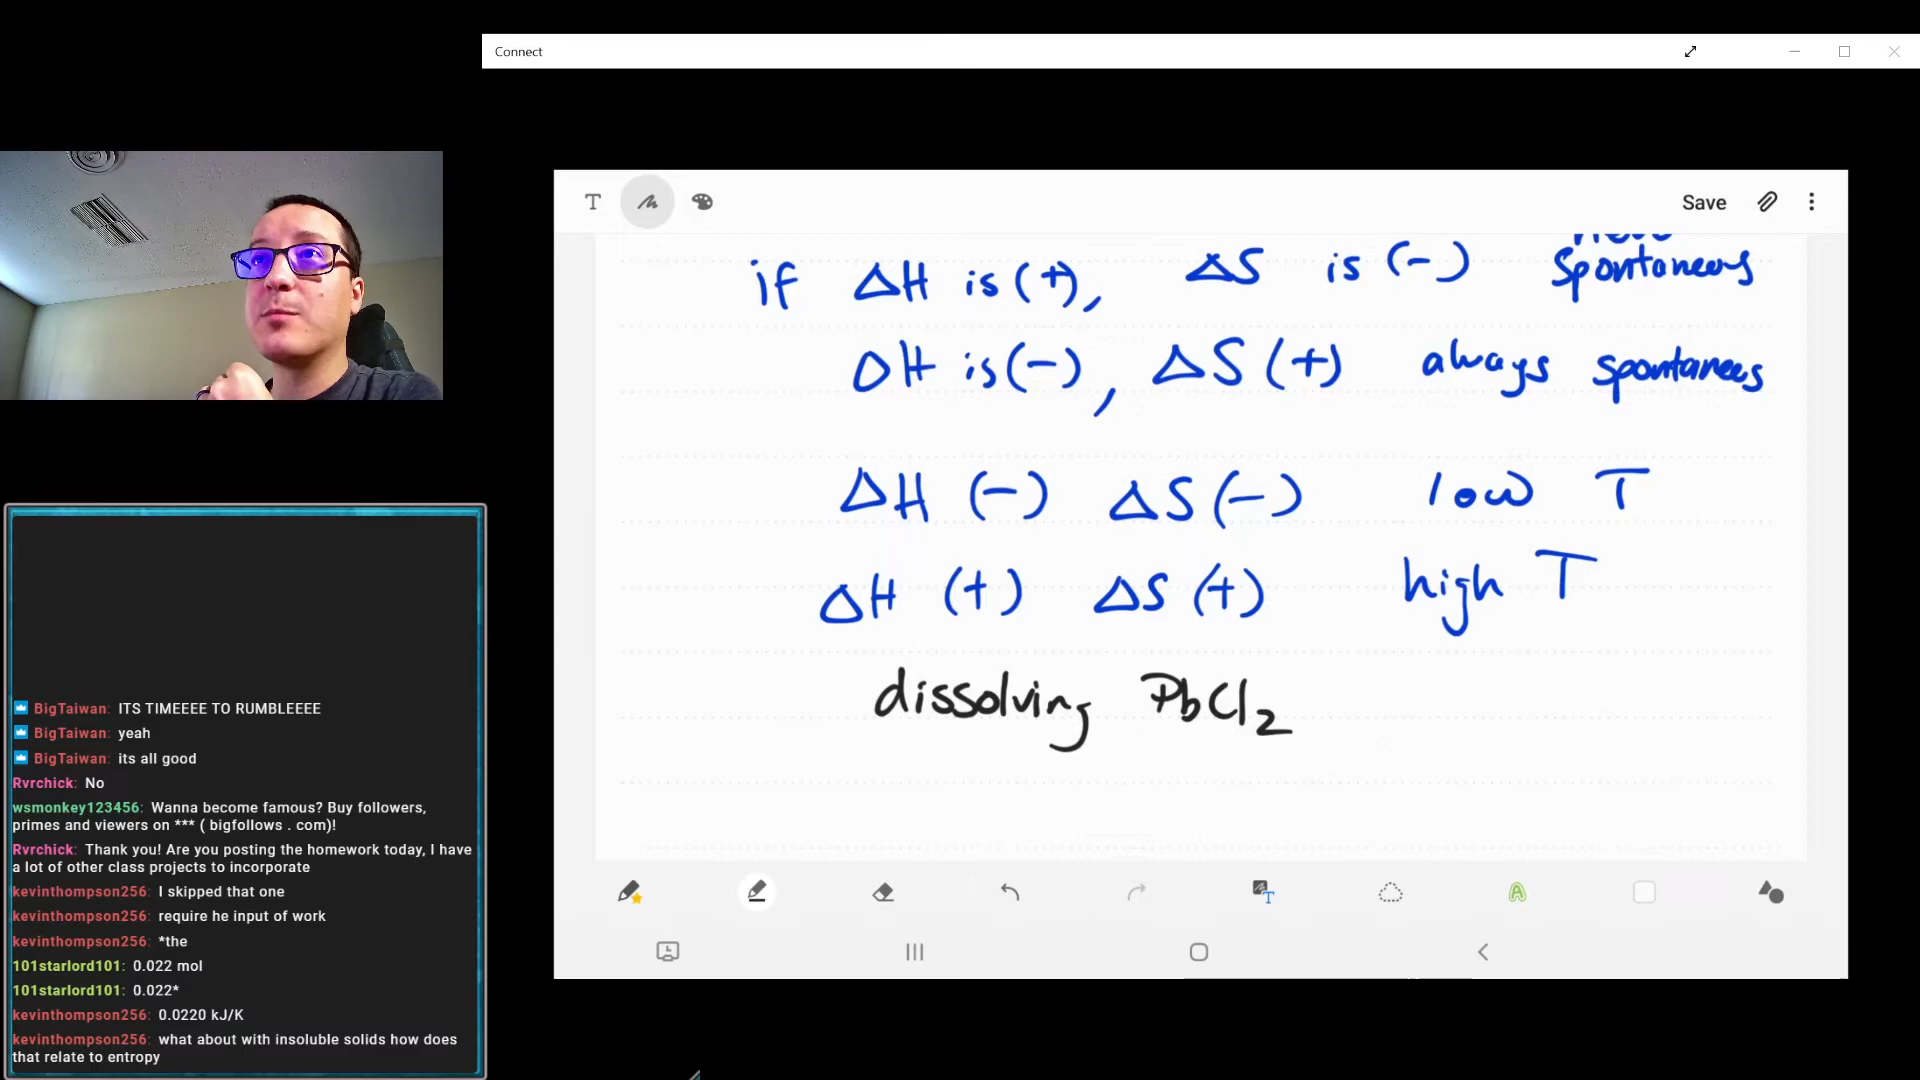 Connect
T
Save
if ΔH is (+), ΔS is (-) Spontaneous
ΔH is (-), ΔS (+) always spontanees
ΔH (-) ΔS (-) low T
ΔH (+) ΔS (+) high T
dissolving PbCl₂
BigTaiwan: ITS TIMEEEE TO RUMBLEEEE
BigTaiwan: yeah
BigTaiwan: its all good
Rvrchick: No
wsmonkey123456: Wanna become famous? Buy followers,
primes and viewers on *** ( bigfollows . com)!
Rvrchick: Thank you! Are you posting the homework today, I have
a lot of other class projects to incorporate
kevinthompson256: I skipped that one
kevinthompson256: require he input of work
kevinthompson256: *the
101starlord101: 0.022 mol
101starlord101: 0.022*
kevinthompson256: 0.0220 kJ/K
kevinthompson256: what about with insoluble solids how does
that relate to entropy